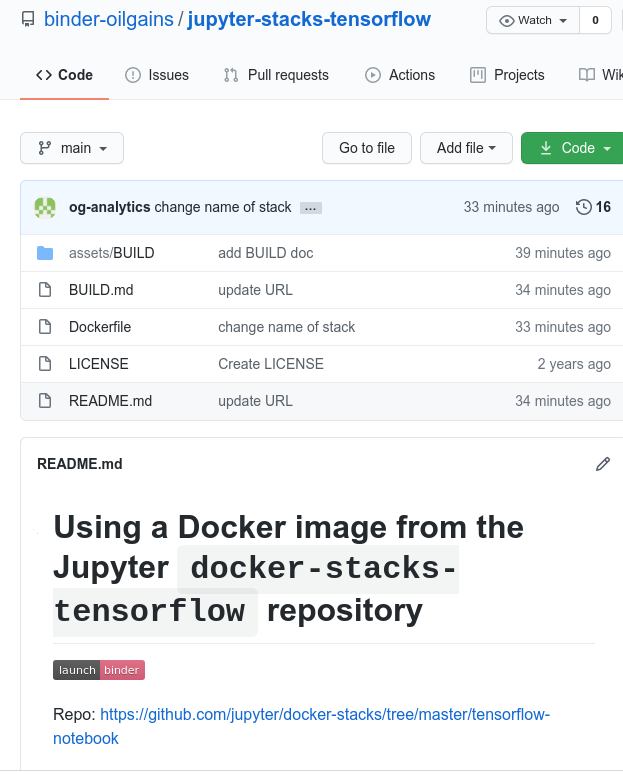 binder-oilgains / jupyter-stacks-tensorflow Watch 0
Code Issues Pull requests Actions Projects
main Go to file Add file Code
og-analytics change name of stack ... 33 minutes ago 16
assets/BUILD add BUILD doc 39 minutes ago
BUILD.md update URL 34 minutes ago
Dockerfile change name of stack 33 minutes ago
LICENSE Create LICENSE 2 years ago
README.md update URL 34 minutes ago
README.md
Using a Docker image from the
Jupyter docker-stacks-
tensorflow repository
launch binder
Repo: https://github.com/jupyter/docker-stacks/tree/master/tensorflow-
notebook